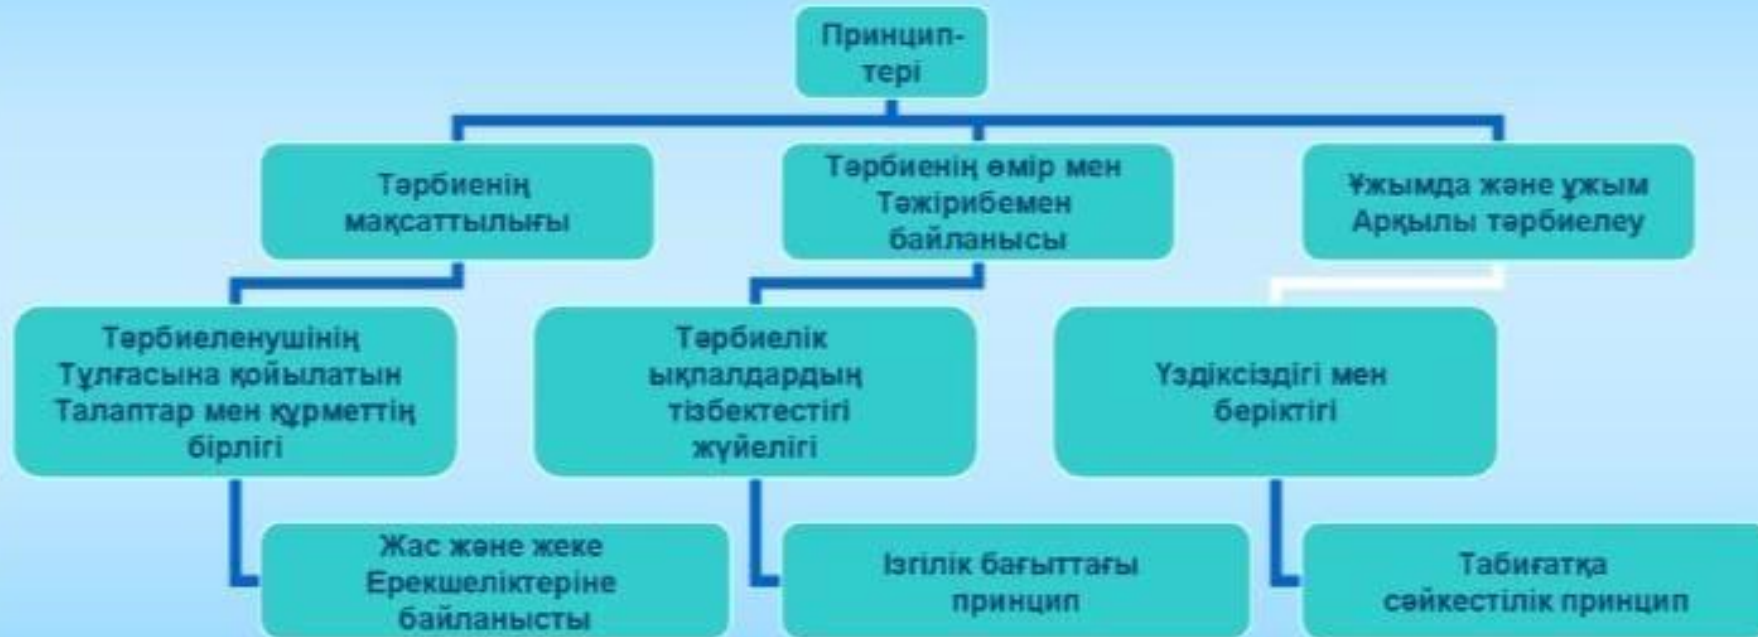 Принцип-
тері
Тәрбиенің
мақсаттылығы
Тәрбиенің өмір мен
Тәжірибемен
байланысы
Ұжымда және ұжым
Арқылы тәрбиелеу
Тәрбиеленушінің
Тұлғасына қойылатын
Талаптар мен құрметтің
бірлігі
Тәрбиелік
ықпалдардың
тізбектестігі
жүйелігі
Үздіксіздігі мен
беріктігі
Жас және жеке
Ерекшеліктеріне
байланысты
Ізгілік бағыттағы
принцип
Табиғатқа
сәйкестілік принцип